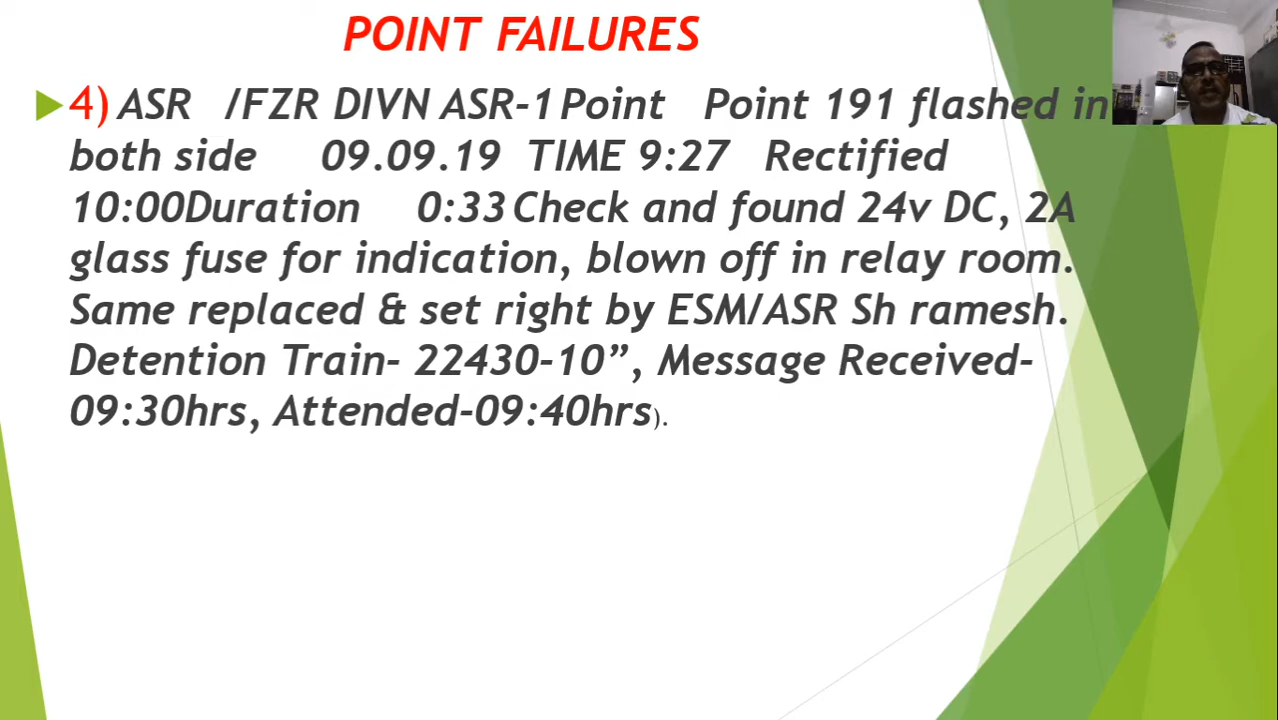 POINT FAILURES
4) ASR /FZR DIVN ASR-1 Point Point 191 flashed in
both side 09.09.19 TIME 9:27 Rectified
10:00Duration 0:33 Check and found 24v DC, 2A
glass fuse for indication, blown off in relay room.
Same replaced & set right by ESM/ASR Sh ramesh.
Detention Train- 22430-10”, Message Received-
09:30hrs, Attended-09:40hrs).